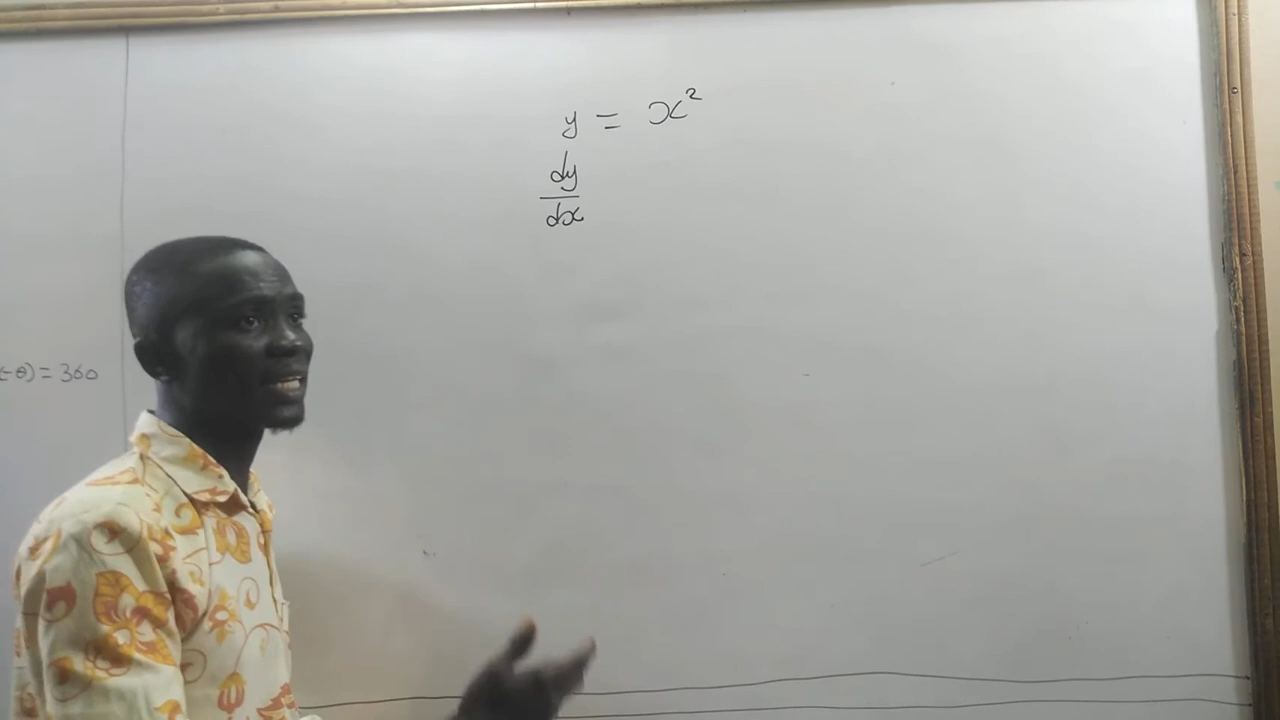 y = x²
dy
dx
-θ) = 360